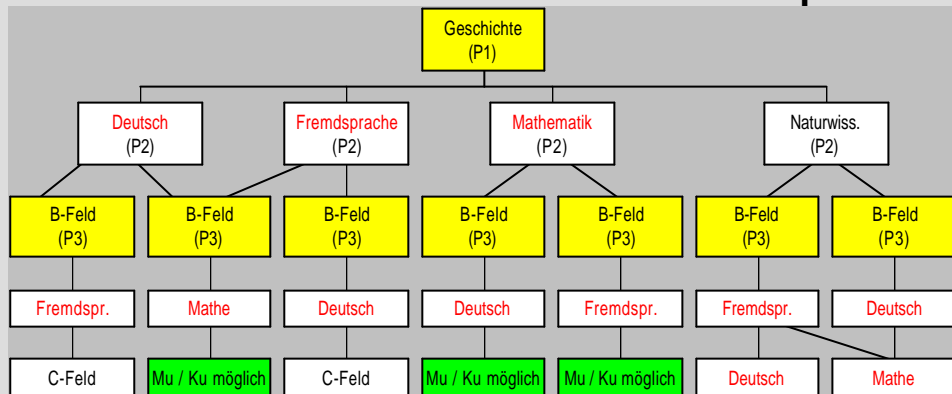 Geschichte
(P1)
Deutsch
(P2)
Fremdsprache
(P2)
Mathematik
(P2)
Naturwiss.
(P2)
B-Feld
(P3)
B-Feld
(P3)
B-Feld
(P3)
B-Feld
(P3)
B-Feld
(P3)
B-Feld
(P3)
B-Feld
(P3)
Fremdspr.
Mathe
Deutsch
Deutsch
Fremdspr.
Fremdspr.
Deutsch
C-Feld
Mu / Ku möglich
C-Feld
Mu / Ku möglich
Mu / Ku möglich
Deutsch
Mathe